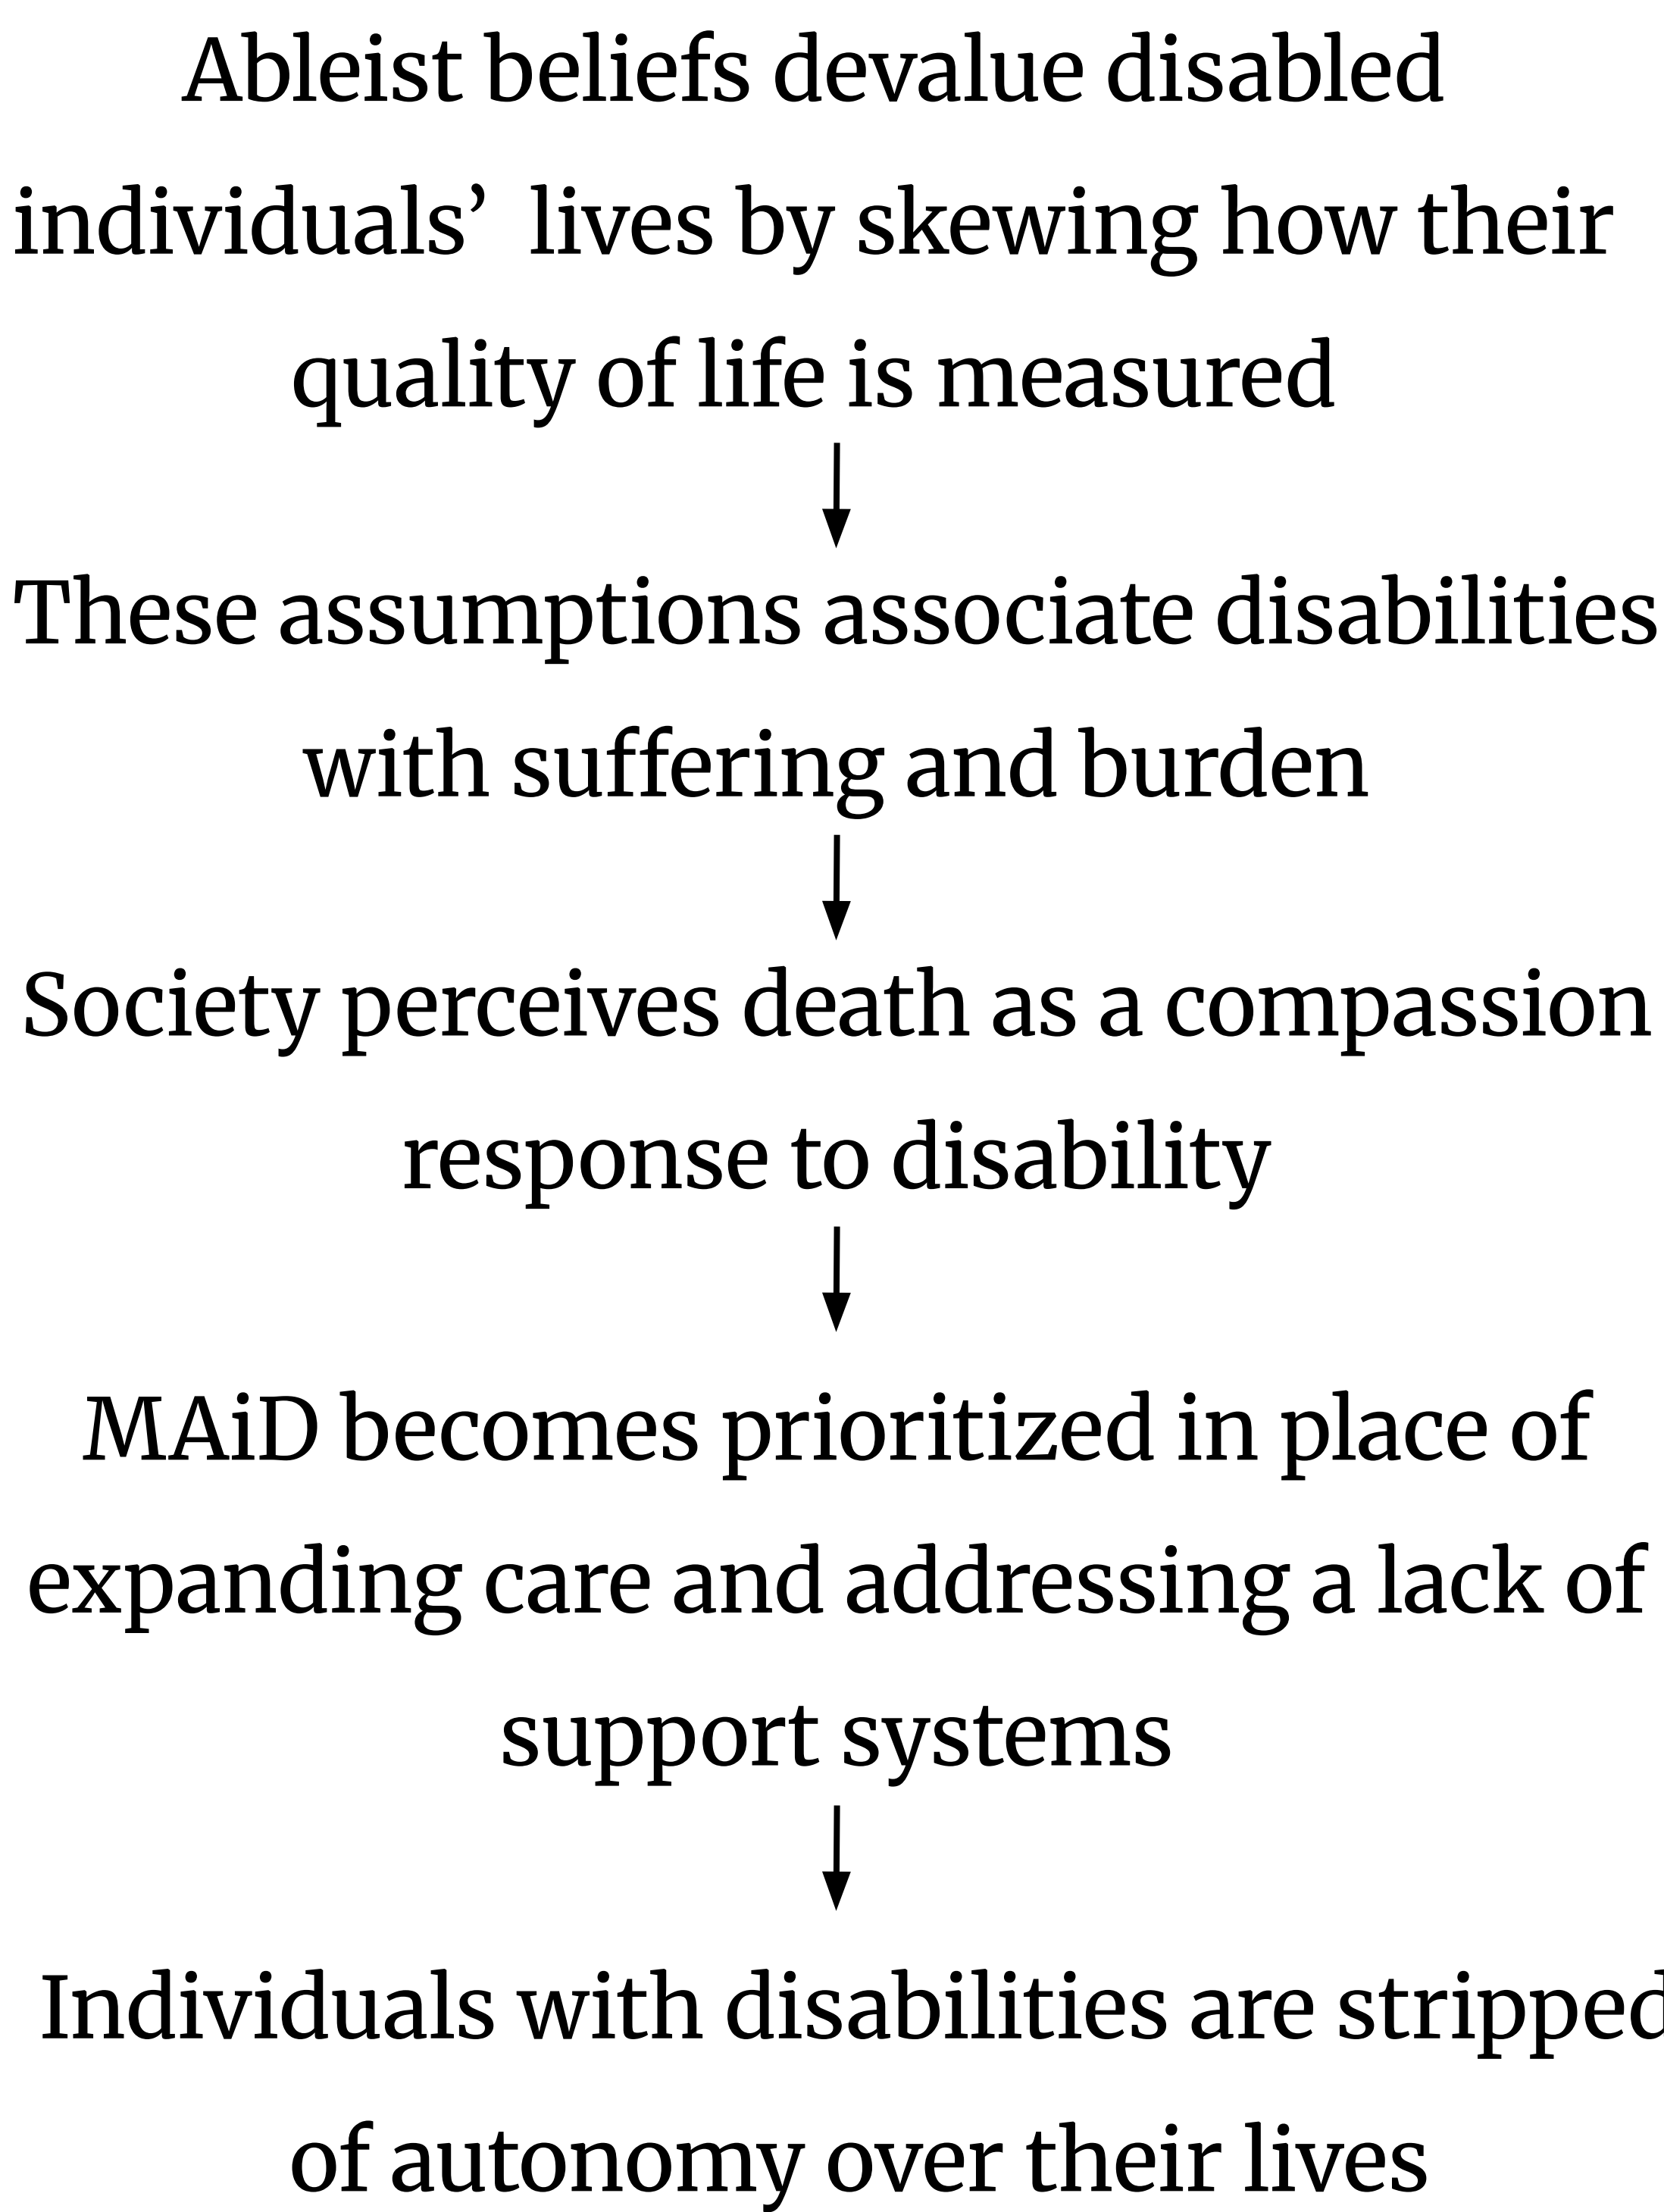 Ableist beliefs devalue disabled
individuals’ lives by skewing how their
quality of life is measured
These assumptions associate disabilities
with suffering and burden
Society perceives death as a compassion
response to disability
MAiD becomes prioritized in place of
expanding care and addressing a lack of
support systems
Individuals with disabilities are stripped
of autonomy over their lives